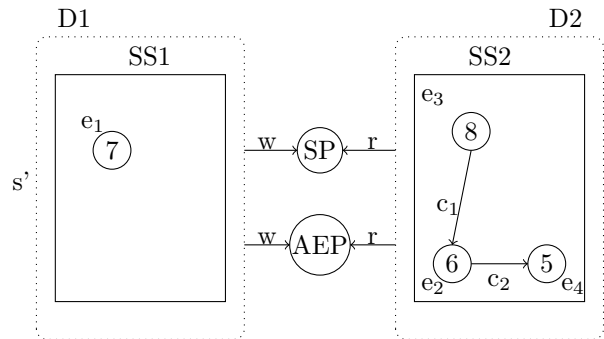 D1 D2
SS1 SS2
e₃
e₁ 8
7 w SP r
s'
c₁
w AEP r
6 5
e₂ c₂ e₄